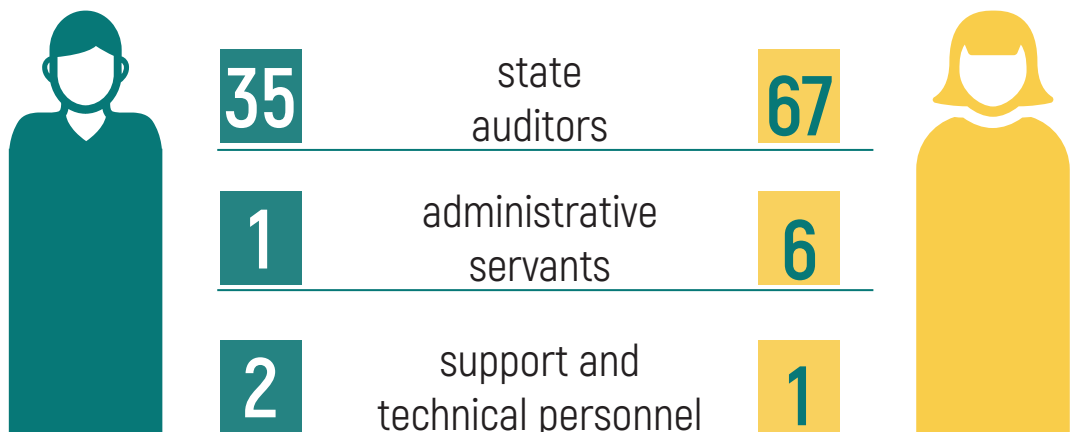 35 state 67
auditors
1 administrative 6
servants
2 support and 1
technical personnel